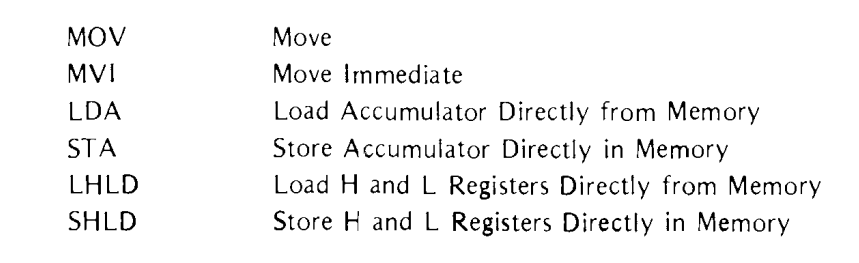 MOV Move
MVI Move Immediate
LDA Load Accumulator Directly from Memory
STA Store Accumulator Directly in Memory
LHLD Load H and L Registers Directly from Memory
SHLD Store H and L Registers Directly in Memory